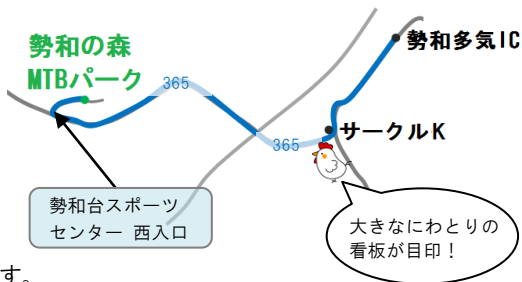 勢和の森
MTBパーク
365
365
勢和多気IC
サークルK
勢和台スポーツ
センター 西入口
大きなにわとりの
看板が目印！
す。